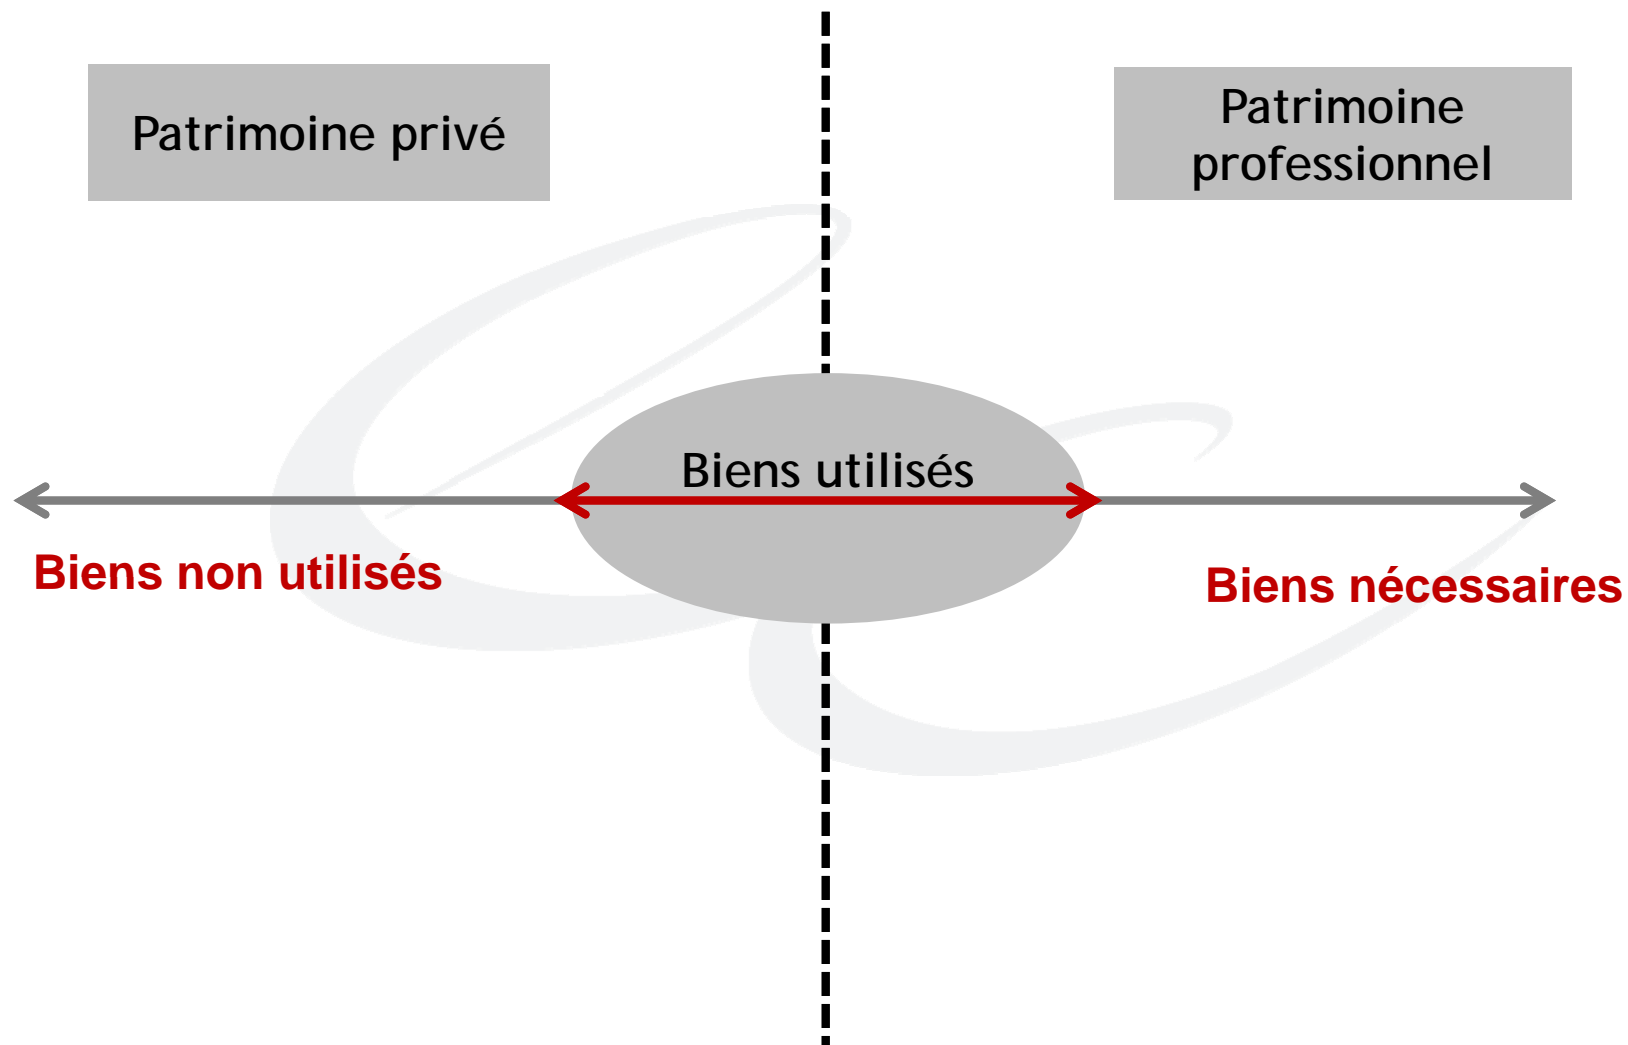 Patrimoine privé
Patrimoine
professionnel
Biens utilisés
Biens non utilisés
Biens nécessaires